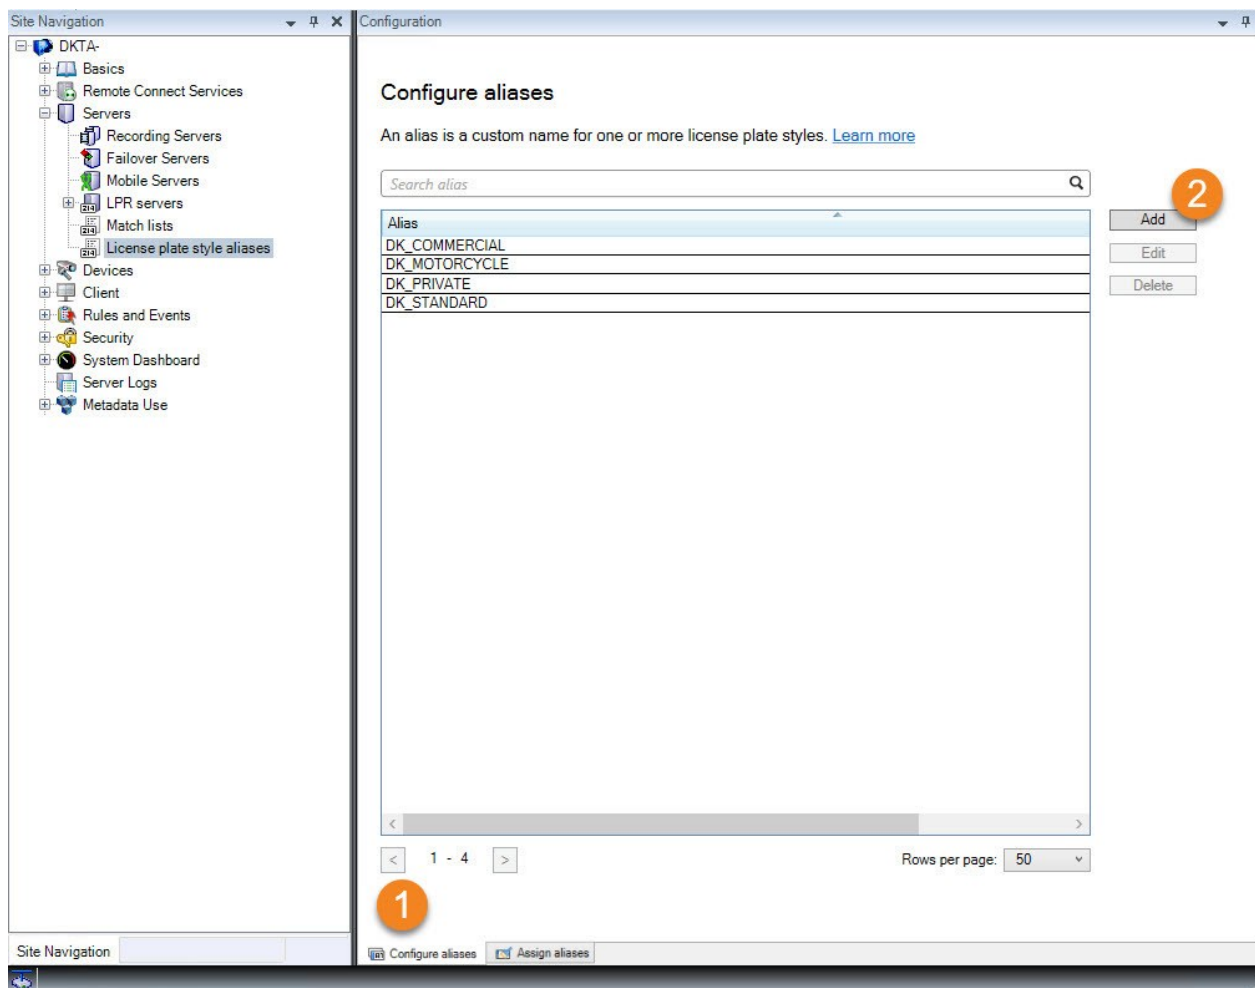 Site Navigation
DKTA-
Basics
Remote Connect Services
Servers
Recording Servers
Failover Servers
Mobile Servers
LPR servers
Match lists
License plate style aliases
Devices
Client
Rules and Events
Security
System Dashboard
Server Logs
Metadata Use
Site Navigation
Configuration
Configure aliases
An alias is a custom name for one or more license plate styles. Learn more
Search alias
2
Alias
Add
DK_COMMERCIAL
Edit
DK_MOTORCYCLE
DK_PRIVATE
Delete
DK_STANDARD
< 1 - 4 >
Rows per page: 50
1
Configure aliases
Assign aliases